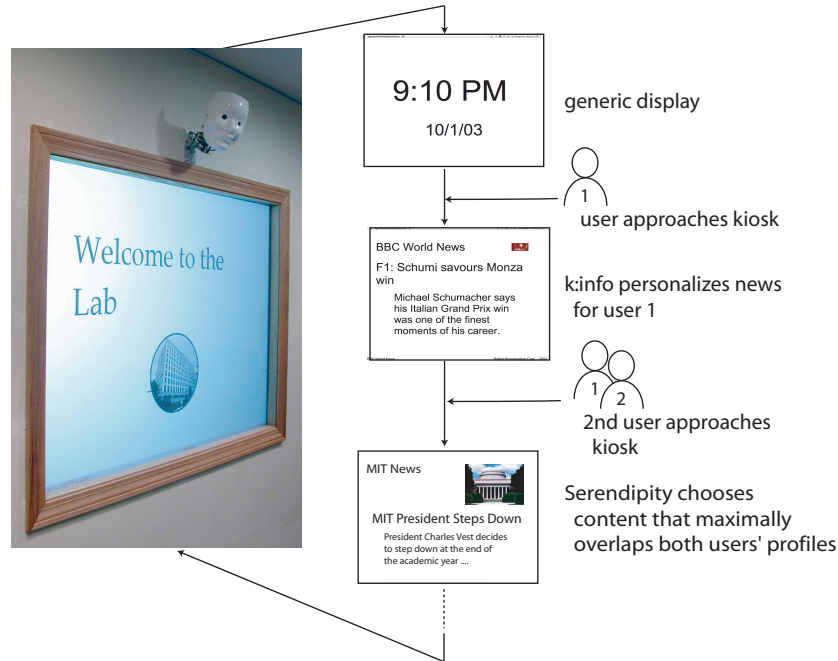 Welcome to the
Lab
9:10 PM
10/1/03
generic display
1
user approaches kiosk
BBC World News
F1: Schumi savours Monza
win
Michael Schumacher says
his Italian Grand Prix win
was one of the finest
moments of his career.
k:info personalizes news
for user 1
1
2
2nd user approaches
kiosk
MIT News
MIT President Steps Down
President Charles Vest decides
to step down at the end of
the academic year ....
Serendipity chooses
content that maximally
overlaps both users' profiles